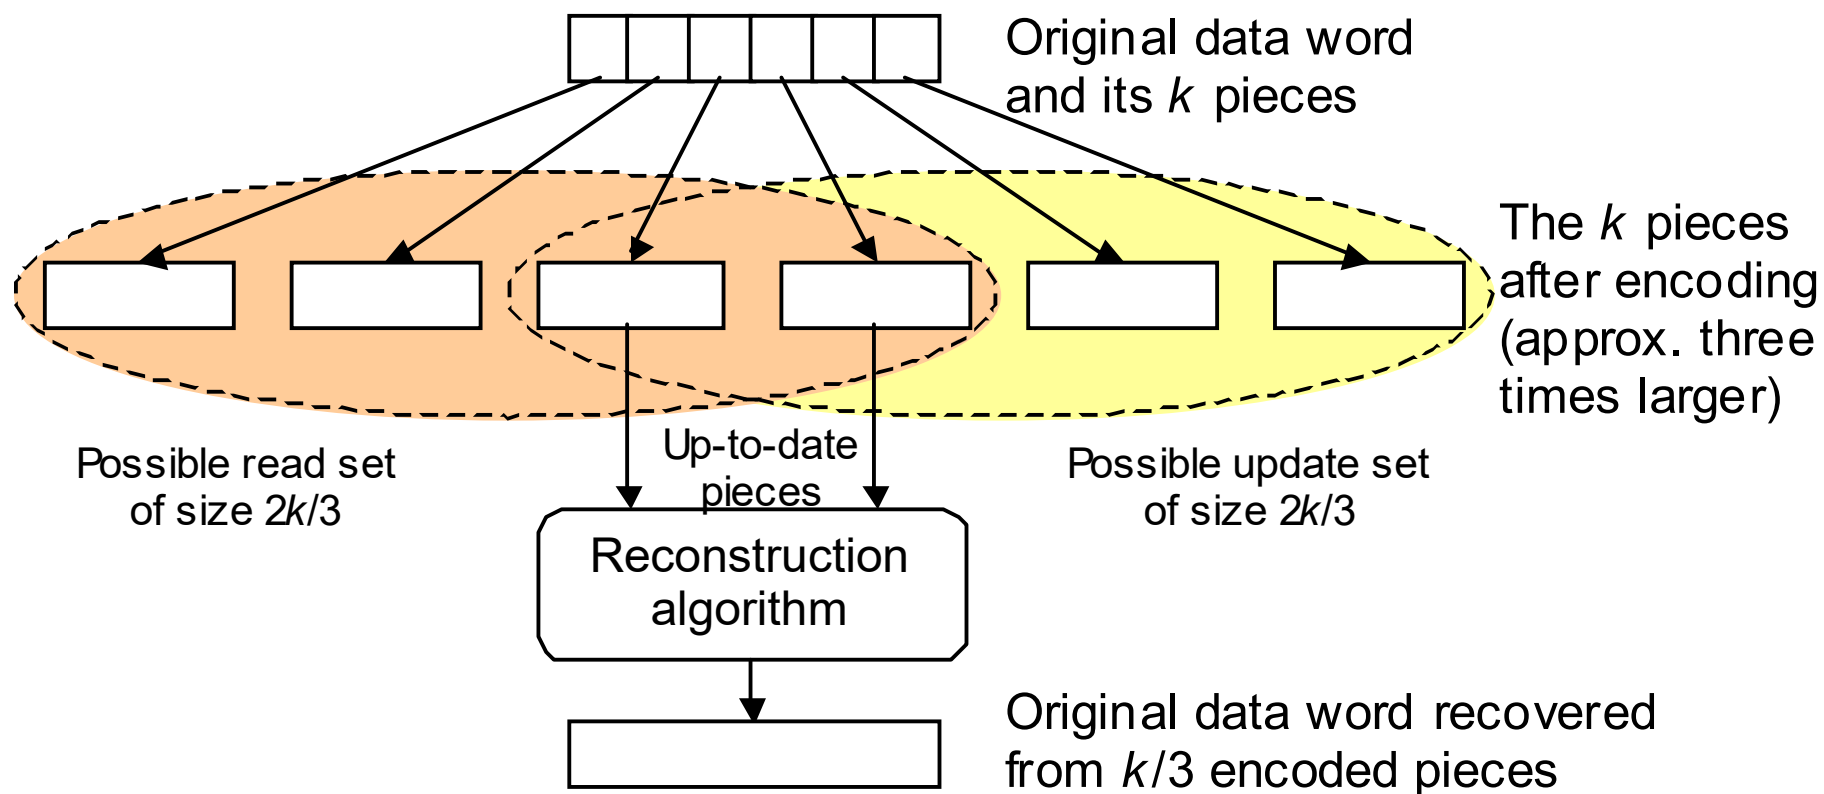 Original data word
and its k pieces
The k pieces
after encoding
(approx. three
times larger)
Possible read set
of size 2k/3
Up-to-date
pieces
Possible update set
of size 2k/3
Reconstruction
algorithm
Original data word recovered
from k/3 encoded pieces